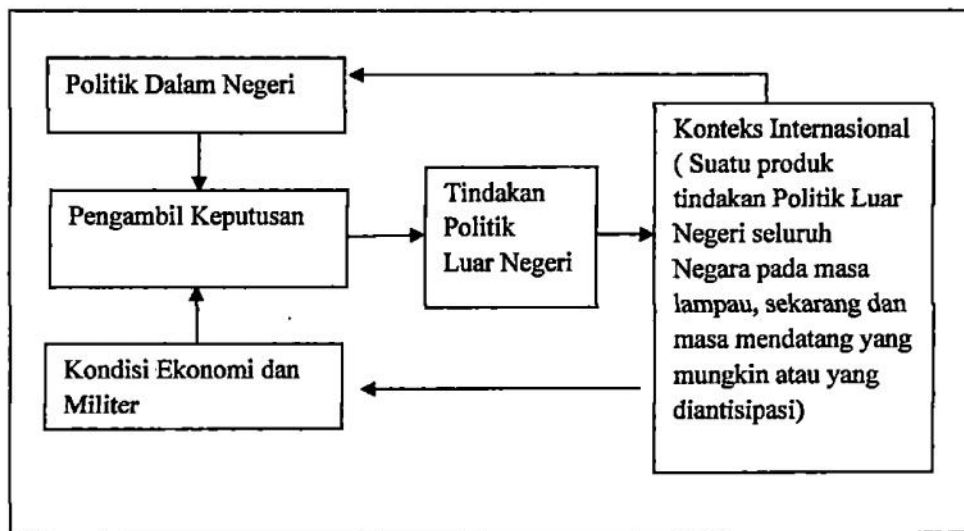 Politik Dalam Negeri
Pengambil Keputusan
Kondisi Ekonomi dan
Militer
Tindakan
Politik
Luar Negeri
Konteks Internasional
( Suatu produk
tindakan Politik Luar
Negeri seluruh
Negara pada masa
lampau, sekarang dan
masa mendatang yang
mungkin atau yang
diantisipasi)